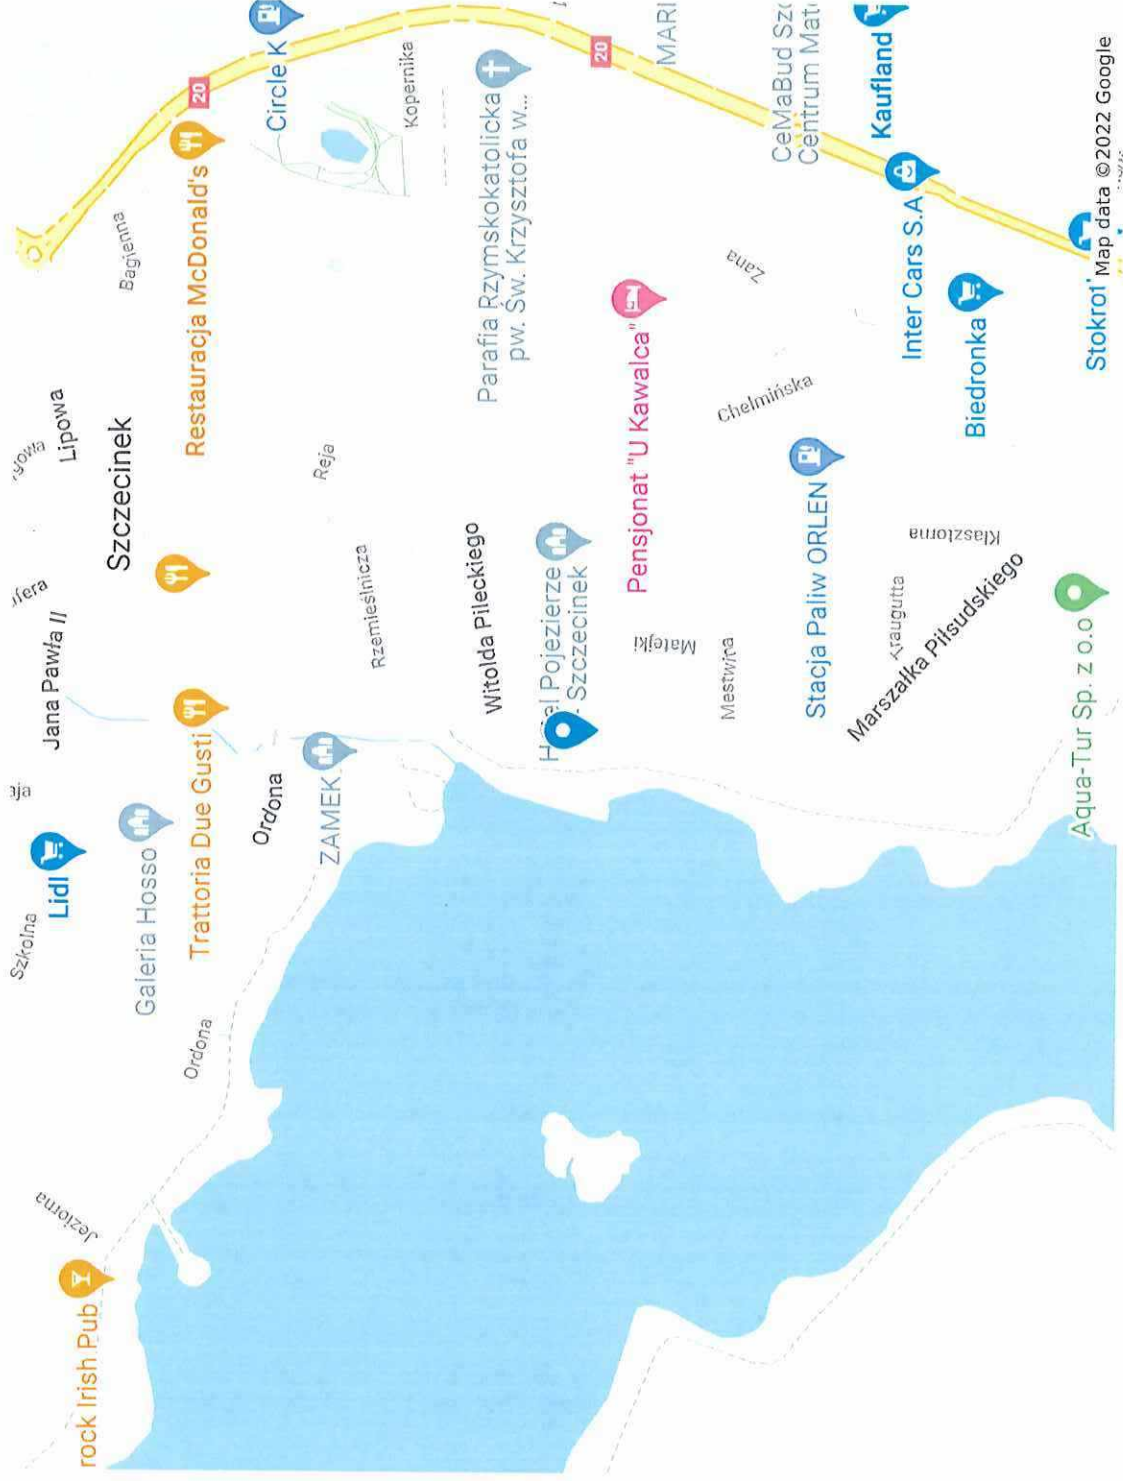 Szkolna
Lidl
Jana Pawła II
Lipowa
Szczecinek
Bagienna
20
Galeria Hosso
Ordona
Trattoria Due Gusti
Restauracja McDonald's
Jeziorna
rock Irish Pub
Ordona
ZAMEK
Rzemieślnicza
Reja
Circle K
Kopernika
Witolda Pileckiego
Parafia Rzymskokatolicka
pw. Św. Krzysztofa w...
el Pojezierze
- Szczecinek
20
Pensjonat "U Kawalca"
MARI
Matejki
Mestwina
Zana
Chełmińska
CeMaBud
Centrum
Stacja Paliw ORLEN
Kaufland
Inter Cars S.A
Marszałka Piłsudskiego
Klasztorna
Biedronka
Aqua-Tur Sp. z o.o
Stokrot
Map data ©2022 Google